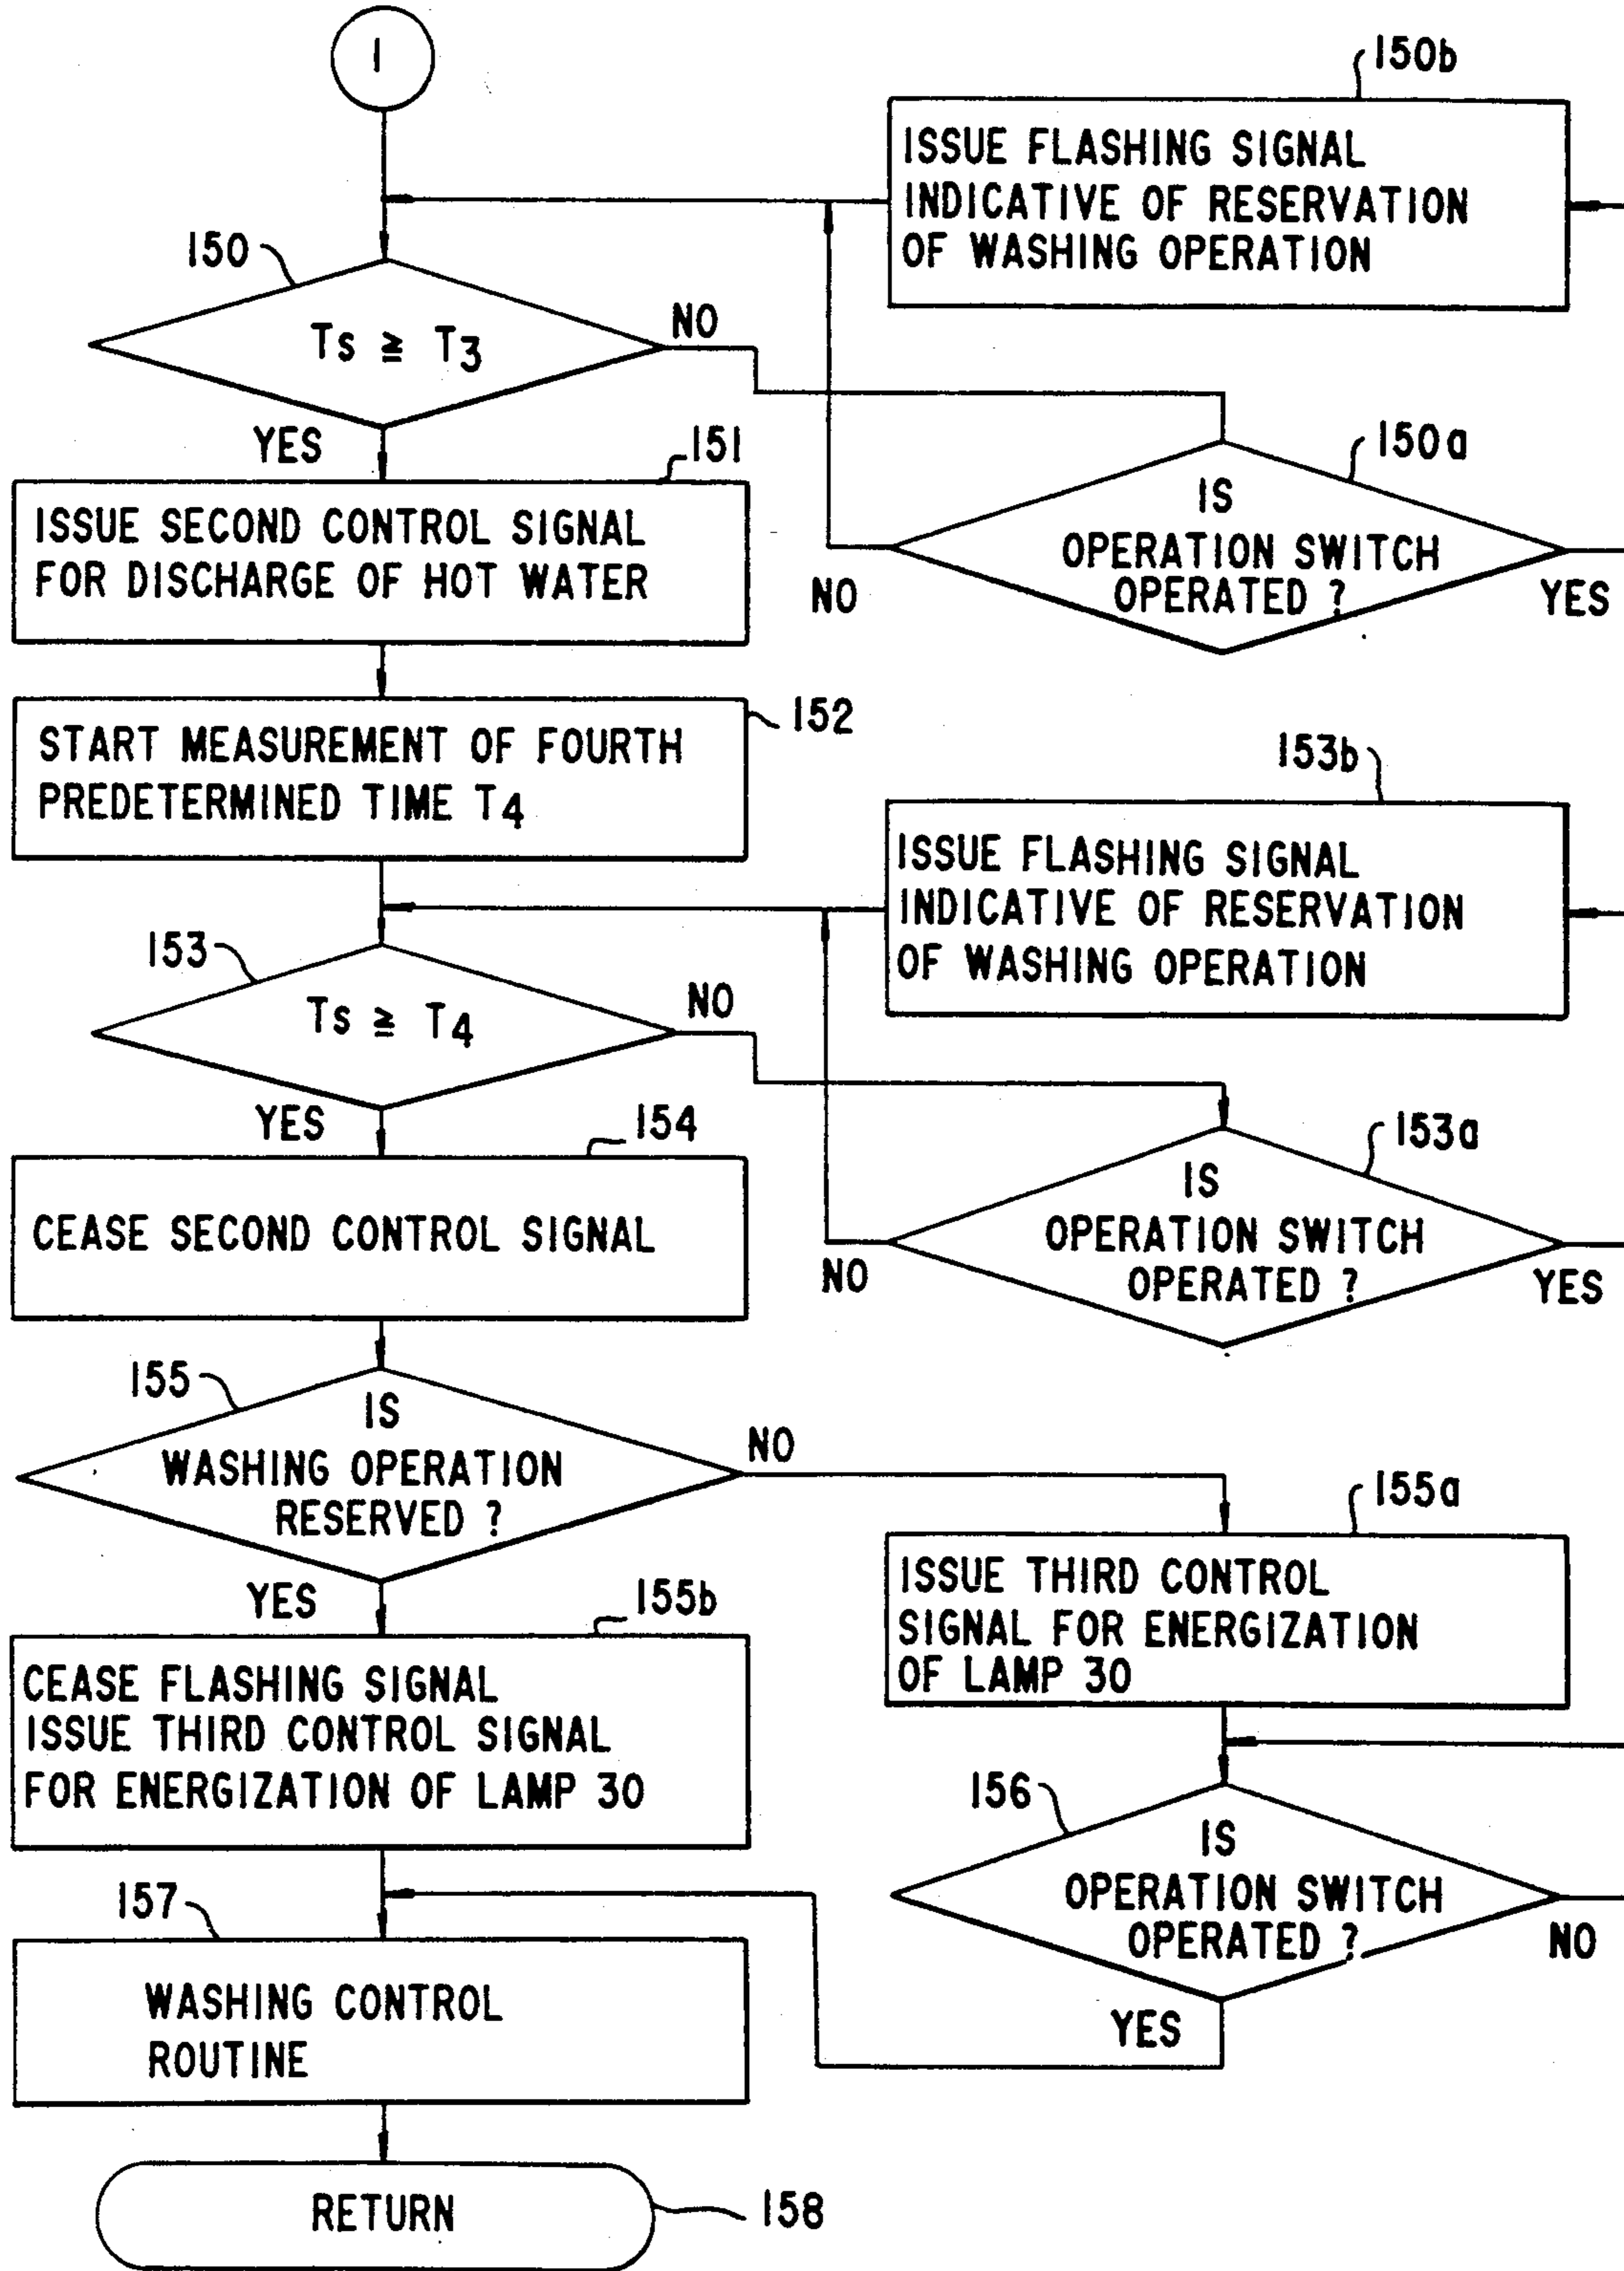 1
150b
ISSUE FLASHING SIGNAL
INDICATIVE OF RESERVATION
OF WASHING OPERATION
150
Ts ≧ T3
NO
YES
150a
IS
OPERATION SWITCH
OPERATED ?
NO
YES
151
ISSUE SECOND CONTROL SIGNAL
FOR DISCHARGE OF HOT WATER
152
START MEASUREMENT OF FOURTH
PREDETERMINED TIME T4
153b
ISSUE FLASHING SIGNAL
INDICATIVE OF RESERVATION
OF WASHING OPERATION
153
Ts ≧ T4
NO
YES
153a
IS
OPERATION SWITCH
OPERATED ?
NO
YES
154
CEASE SECOND CONTROL SIGNAL
155
IS
WASHING OPERATION
RESERVED ?
NO
YES
155a
ISSUE THIRD CONTROL
SIGNAL FOR ENERGIZATION
OF LAMP 30
155b
CEASE FLASHING SIGNAL
ISSUE THIRD CONTROL SIGNAL
FOR ENERGIZATION OF LAMP 30
156
IS
OPERATION SWITCH
OPERATED ?
NO
YES
157
WASHING CONTROL
ROUTINE
RETURN
158